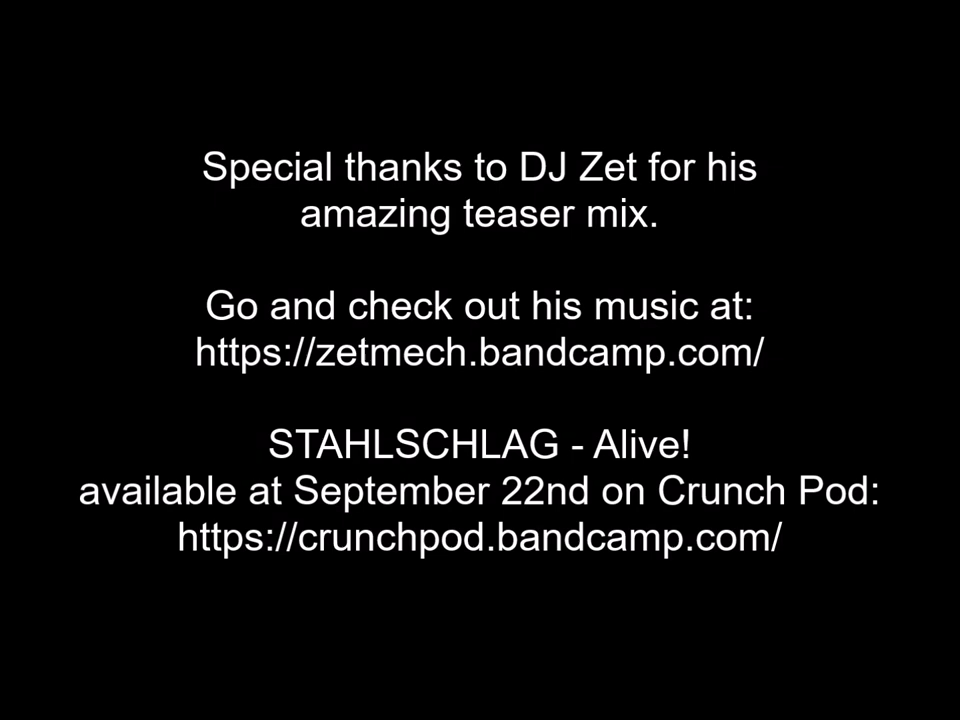 Special thanks to DJ Zet for his
amazing teaser mix.
Go and check out his music at:
https://zetmech.bandcamp.com/
STAHLSCHLAG - Alive!
available at September 22nd on Crunch Pod:
https://crunchpod.bandcamp.com/